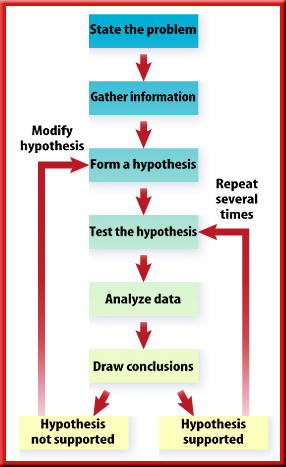 State the problem
Gather information
Modify
hypothesis
Form a hypothesis
Repeat
several
times
Test the hypothesis
Analyze data
Draw conclusions
Hypothesis
not supported
Hypothesis
supported